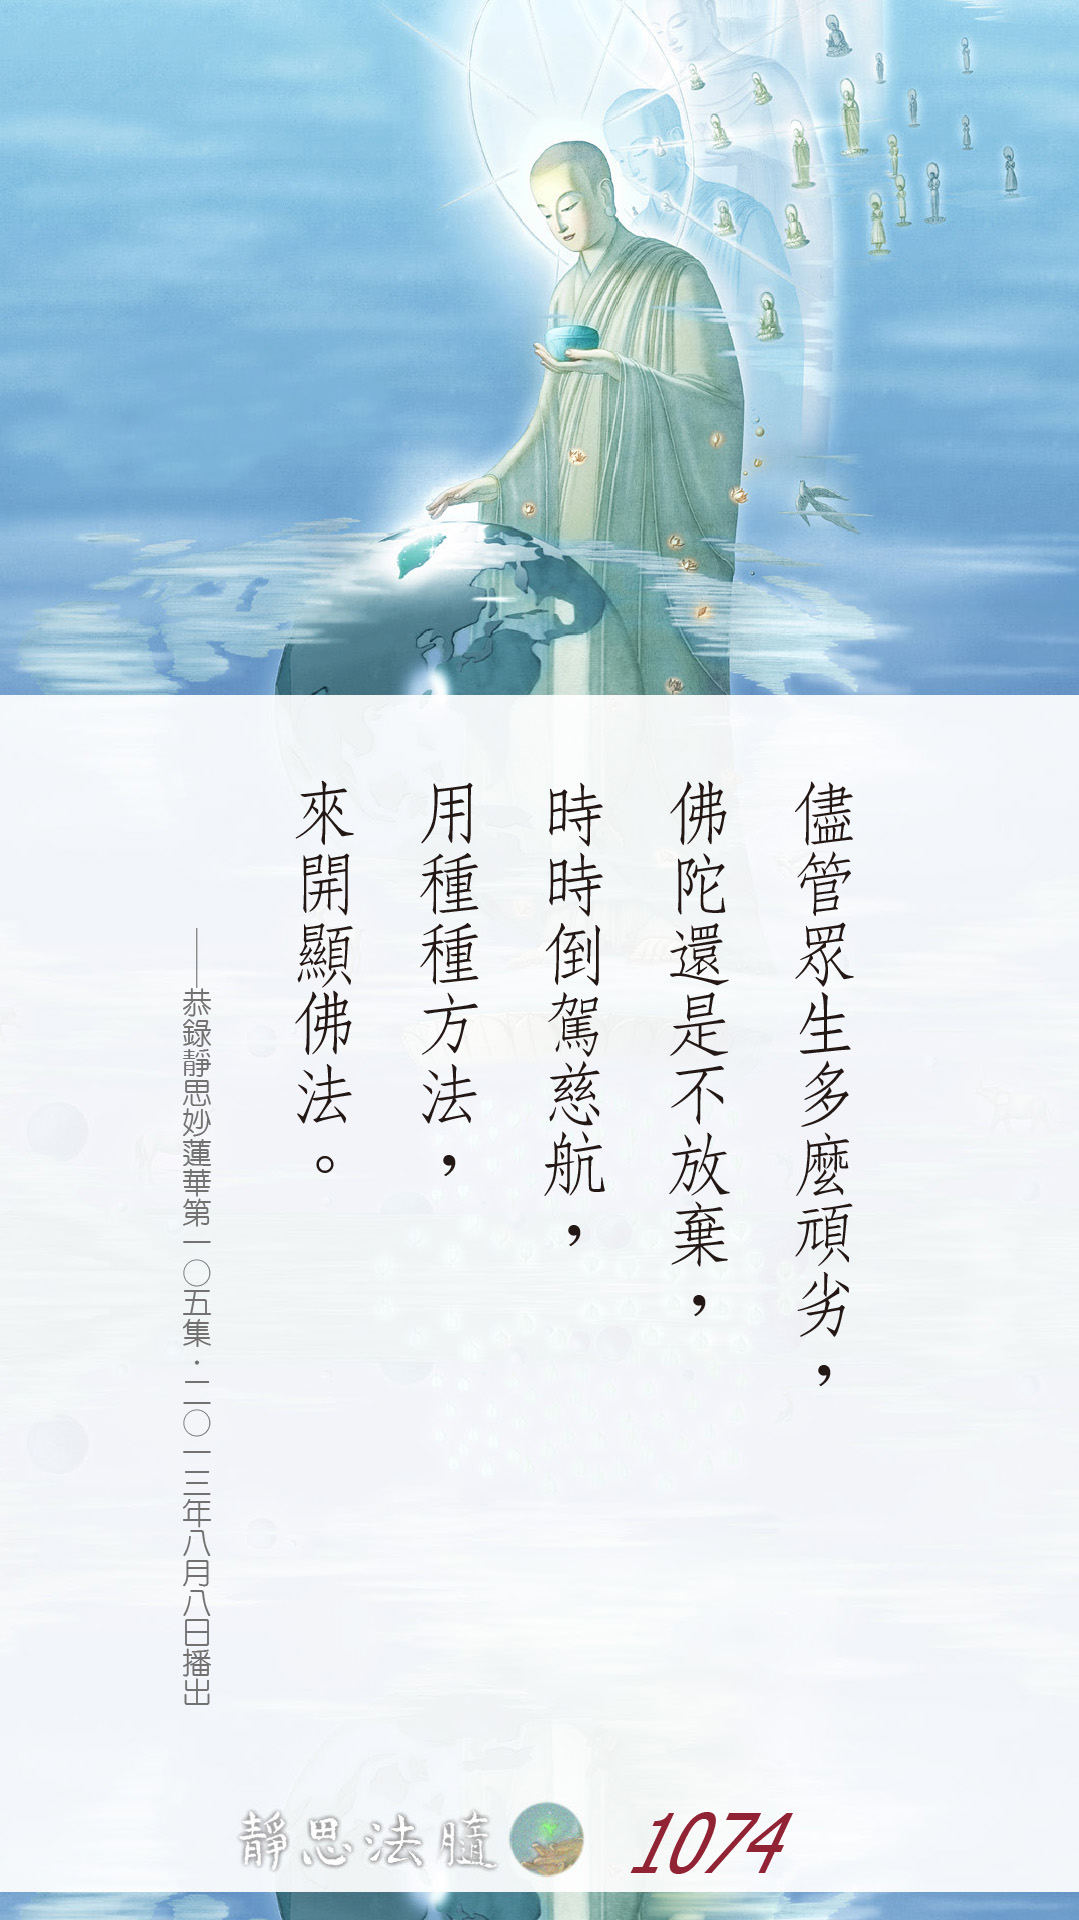 儘管眾生多麼頑劣，
佛陀還是不放棄，
時時倒駕慈航，
用種種方法，
來開顯佛法。
——恭錄靜思妙蓮華第一〇五集．二〇一三年八月八日播出
靜思法髓
1074